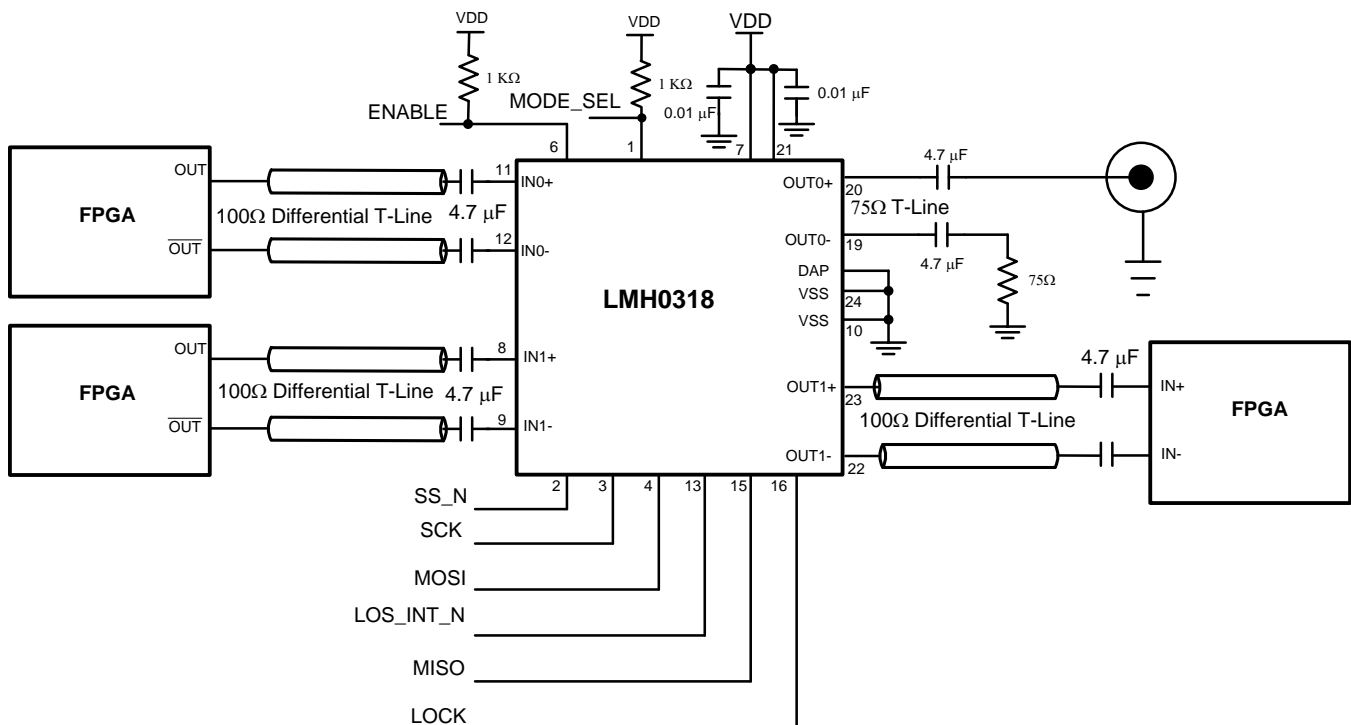 VDD
VDD
VDD
1 KΩ
1 KΩ
0.01 µF
0.01 µF
ENABLE
MODE_SEL
6
1
7
21
FPGA
OUT
OUT
100Ω Differential T-Line
4.7 µF
11
12
IN0+
IN0-
FPGA
OUT
OUT
100Ω Differential T-Line
4.7 µF
8
9
IN1+
IN1-
LMH0318
OUT0+
20
4.7 µF
75Ω T-Line
OUT0-
19
4.7 µF
75Ω
DAP
VSS
24
VSS
10
OUT1+
23
4.7 µF
100Ω Differential T-Line
OUT1-
22
IN+
FPGA
IN-
2
3
4
13
15
16
SS_N
SCK
MOSI
LOS_INT_N
MISO
LOCK